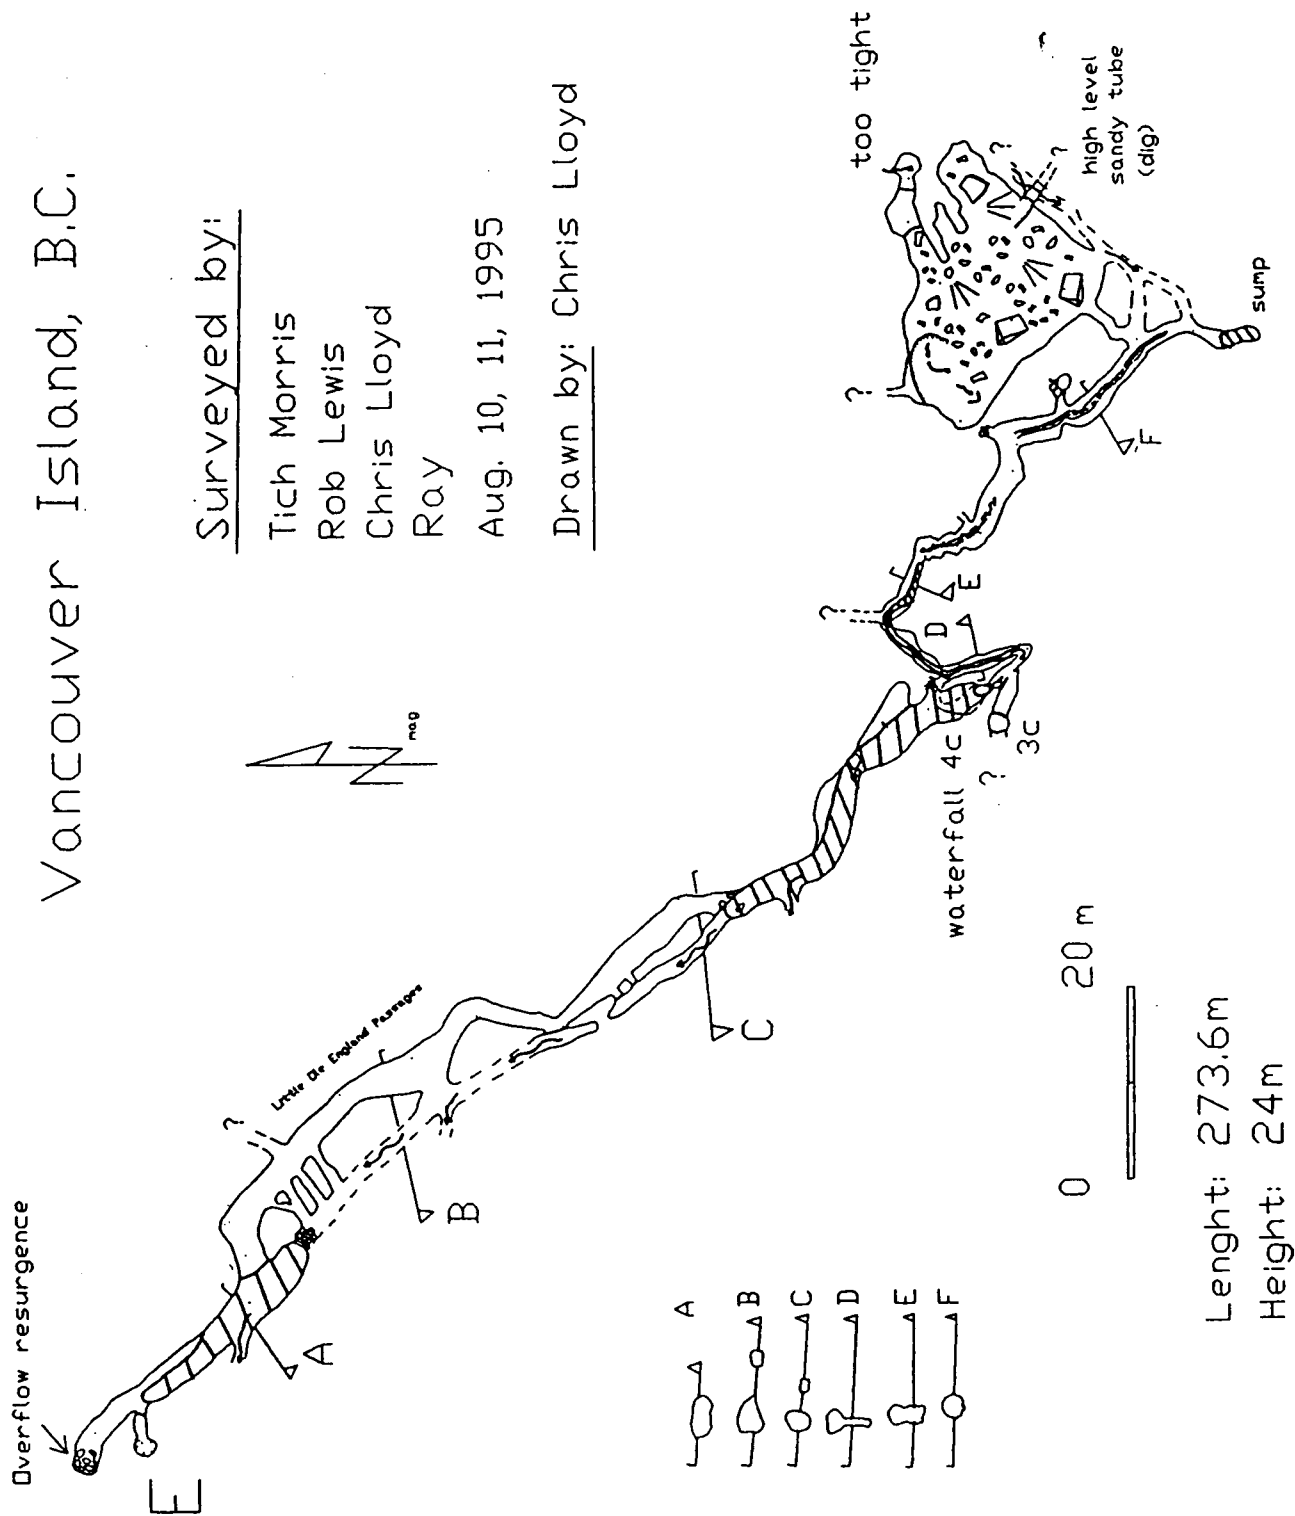 Vancouver Island, B.C.
Surveyed by:
Tich Morris
Rob Lewis
Chris Lloyd
Ray
Aug. 10, 11, 1995
Drawn by: Chris Lloyd
N
mag
Overflow resurgence
E
A
?
Little Ole England Passages
B
C
waterfall 4c
?
3c
D
?
E
F
?
too tight
?
?
high level
sandy tube
(dig)
sump
A
B
C
D
E
F
0 20 m
Lenght: 273.6m
Height: 24m